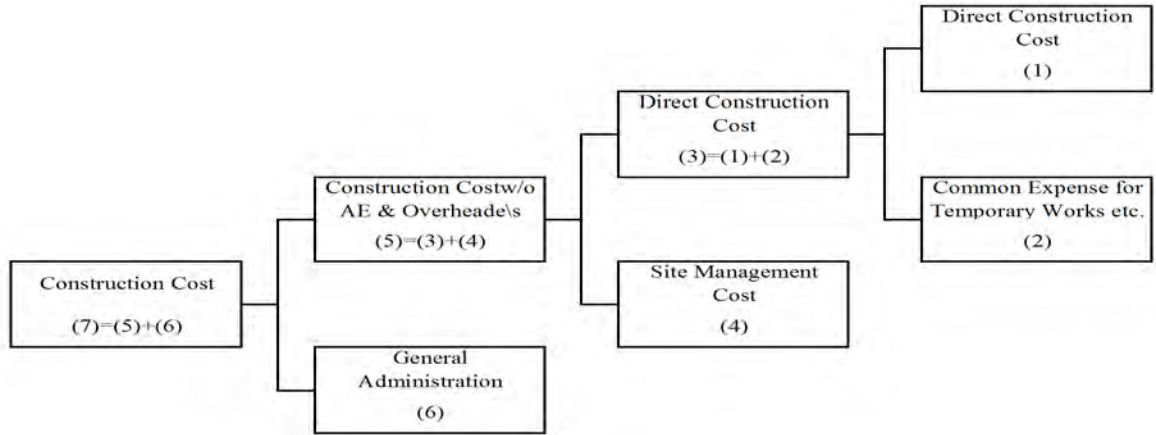 Direct Construction
Cost
(1)
Direct Construction
Cost
(3)=(1)+(2)
Construction Costw/o
AE & Overheade\s
(5)=(3)+(4)
Common Expense for
Temporary Works etc.
(2)
Construction Cost
(7)=(5)+(6)
Site Management
Cost
(4)
General
Administration
(6)